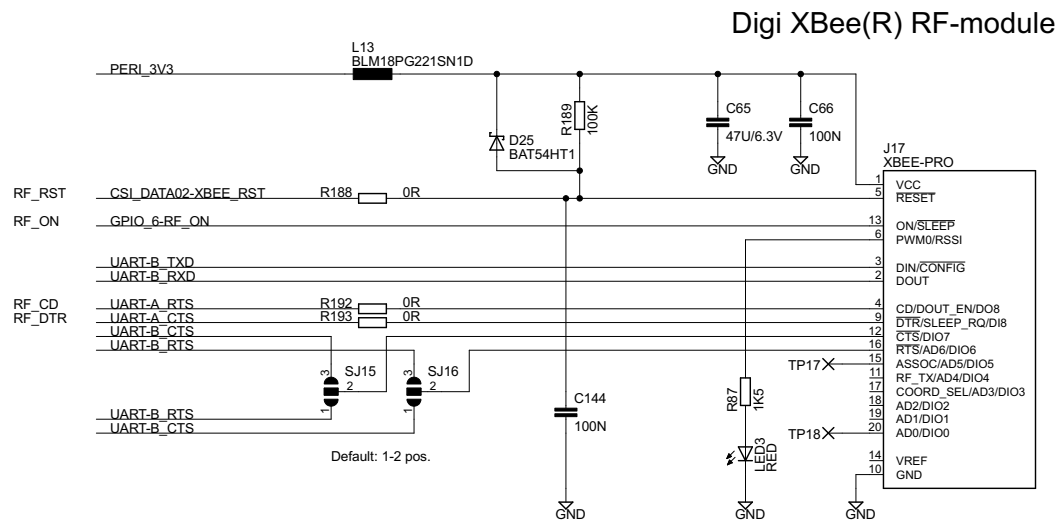 Digi XBee(R) RF-module
L13
BLM18PG221SN1D
PERI_3V3
R189
100K
D25
BAT54HT1
C65
47U/6.3V
C66
100N
GND
GND
J17
XBEE-PRO
RF_RST CSI_DATA02-XBEE_RST R188 0R
RF_ON GPIO_6-RF_ON
UART-B_TXD
UART-B_RXD
RF_CD UART-A_RTS R192 0R
RF_DTR UART-A_CTS R193 0R
UART-B_CTS
UART-B_RTS
3 SJ15
2
1
3 SJ16
2
1
UART-B_RTS
UART-B_CTS
Default: 1-2 pos.
C144
100N
GND
R87
1K5
LED3
RED
GND
TP17
TP18
1 VCC
5 RESET
13 ON/SLEEP
6 PWM0/RSSI
3 DIN/CONFIG
2 DOUT
4 CD/DOUT_EN/DO8
9 DTR/SLEEP_RQ/DI8
12 CTS/DIO7
16 RTS/AD6/DIO6
15 ASSOC/AD5/DIO5
11 RF_TX/AD4/DIO4
17 COORD_SEL/AD3/DIO3
18 AD2/DIO2
19 AD1/DIO1
20 AD0/DIO0
14 VREF
10 GND
GND